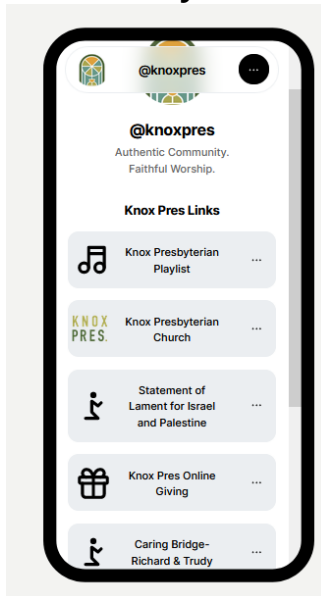 @knoxpres
...
@knoxpres
Authentic Community.
Faithful Worship.
Knox Pres Links
Knox Presbyterian
Playlist
...
KNOX
PRES.
Knox Presbyterian
Church
...
Statement of
Lament for Israel
and Palestine
...
Knox Pres Online
Giving
...
Caring Bridge-
Richard & Trudy
...